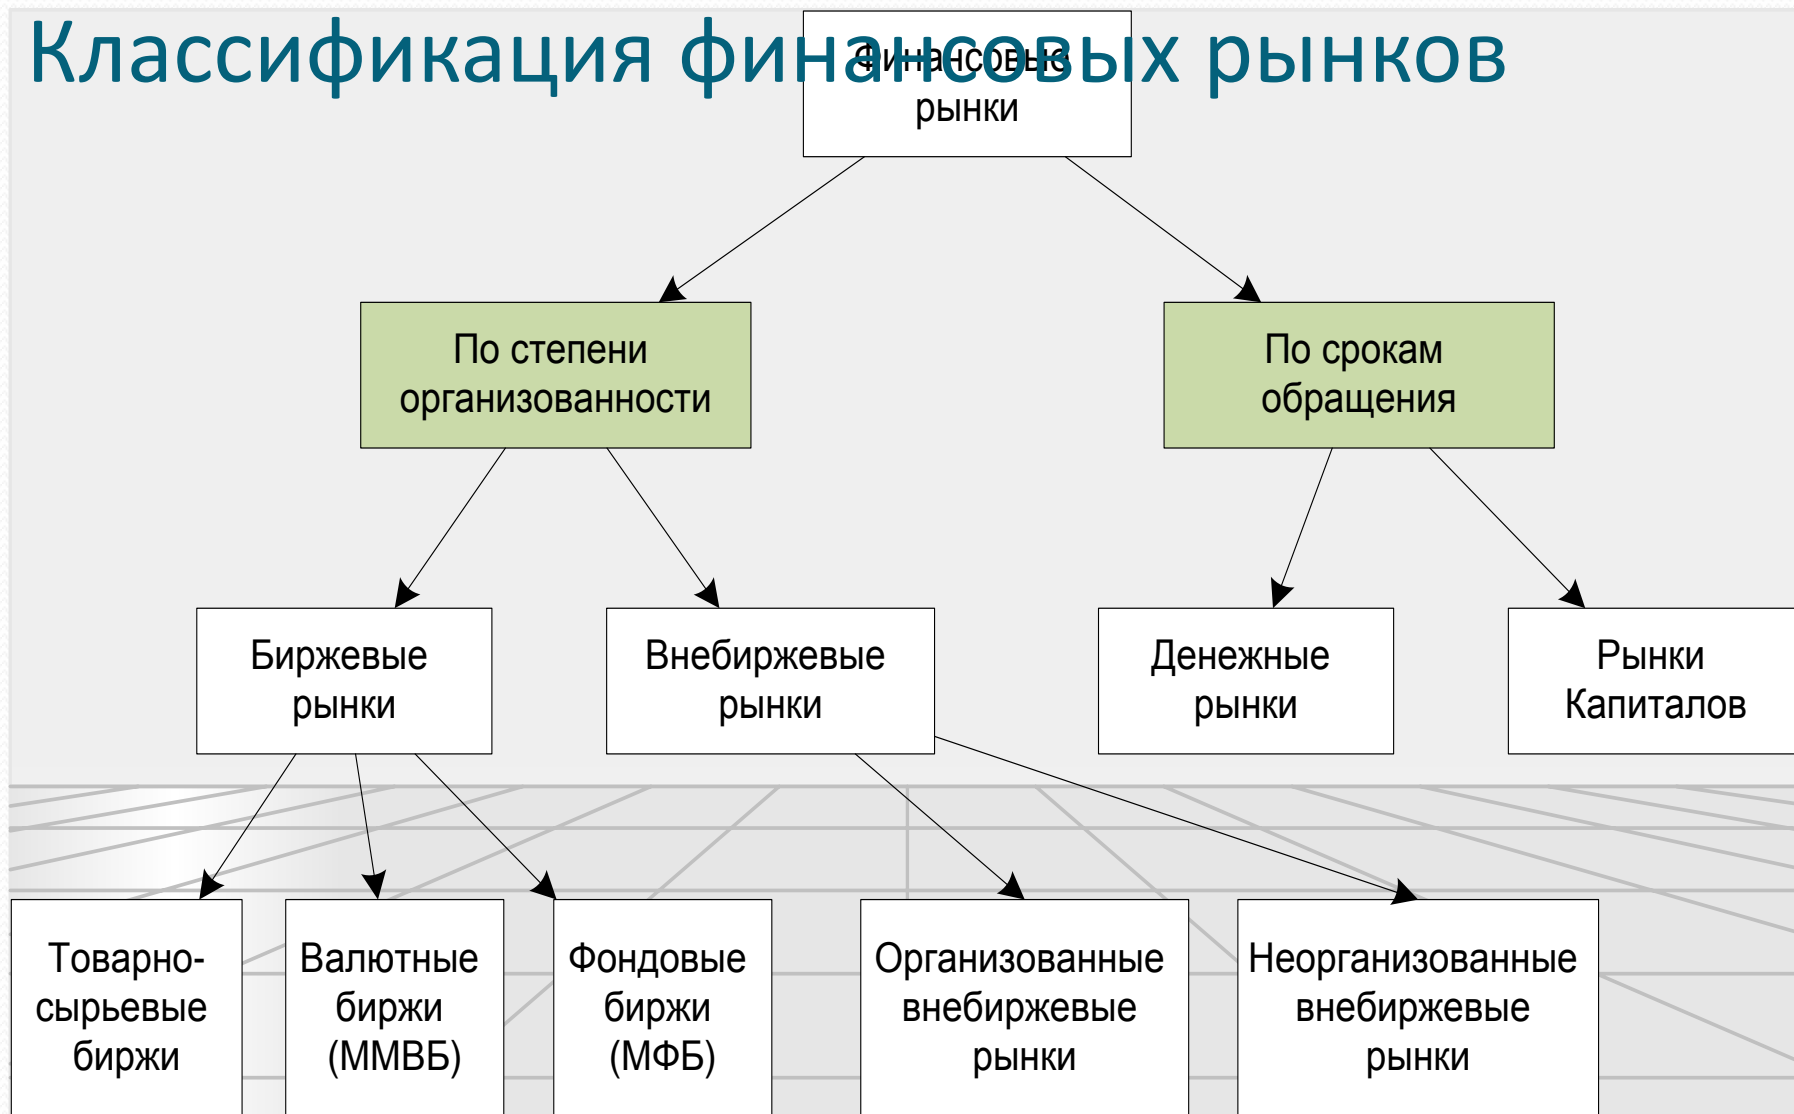 Классификация финансовых рынков
Финансовые
рынки
По степени
организованности
По срокам
обращения
Биржевые
рынки
Внебиржевые
рынки
Денежные
рынки
Рынки
Капиталов
Товарно-
сырьевые
биржи
Валютные
биржи
(ММВБ)
Фондовые
биржи
(МФБ)
Организованные
внебиржевые
рынки
Неорганизованные
внебиржевые
рынки